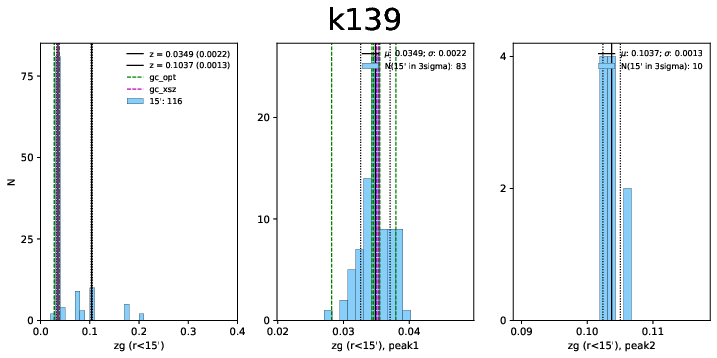 k139
z = 0.0349 (0.0022)
z = 0.1037 (0.0013)
gc_opt
gc_xsz
15': 116
75
50
25
0
N
0.0 0.1 0.2 0.3 0.4
zg (r<15')
μ: 0.0349; σ: 0.0022
N(15' in 3sigma): 83
20
10
0
0.02 0.03 0.04
zg (r<15'), peak1
μ: 0.1037; σ: 0.0013
N(15' in 3sigma): 10
4
2
0
0.09 0.10 0.11
zg (r<15'), peak2